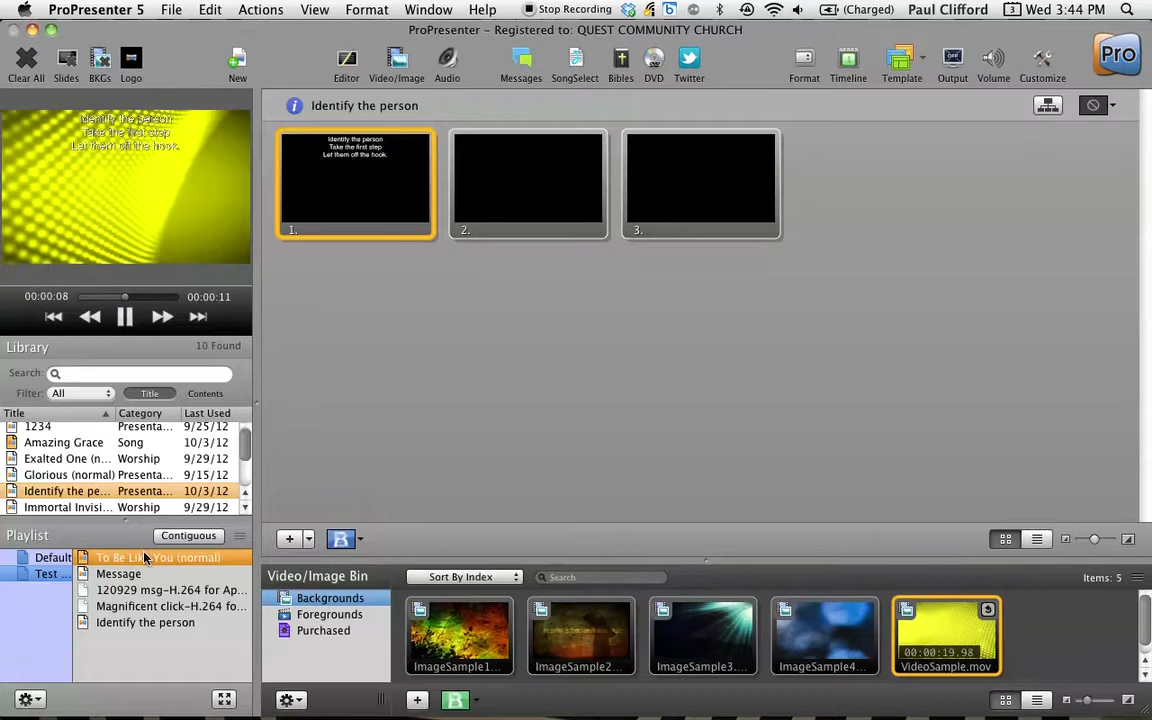 ProPresenter 5 File Edit Actions View Format Window Help Stop Recording (Charged) Paul Clifford 3 Wed 3:44 PM
ProPresenter – Registered to: QUEST COMMUNITY CHURCH
Clear All Slides BKGs Logo New Editor Video/Image Audio Messages SongSelect Bibles DVD Twitter Format Timeline Template Output Volume Customize
Pro
Identify the person
Identify the person
Take the first step
Let them off the hook.
Identify the person
Take the first step
Let them off the hook.
1. 2. 3.
00:00:08 00:00:11
Library 10 Found
Search:
Filter: All Title Contents
Title Category Last Used
1234 Presenta... 9/25/12
Amazing Grace Song 10/3/12
Exalted One (n... Worship 9/29/12
Glorious (normal) Presenta... 9/15/12
Identify the pe... Presenta... 10/3/12
Immortal Invisi... Worship 9/29/12
Playlist Contiguous
Default To Be Like You (normal)
Test ... Message
120929 msg-H.264 for Ap...
Magnificent click-H.264 fo...
Identify the person
Video/Image Bin Sort By Index Search Items: 5
Backgrounds
Foregrounds
Purchased
00:00:19.98
ImageSample1... ImageSample2... ImageSample3.... ImageSample4... VideoSample.mov